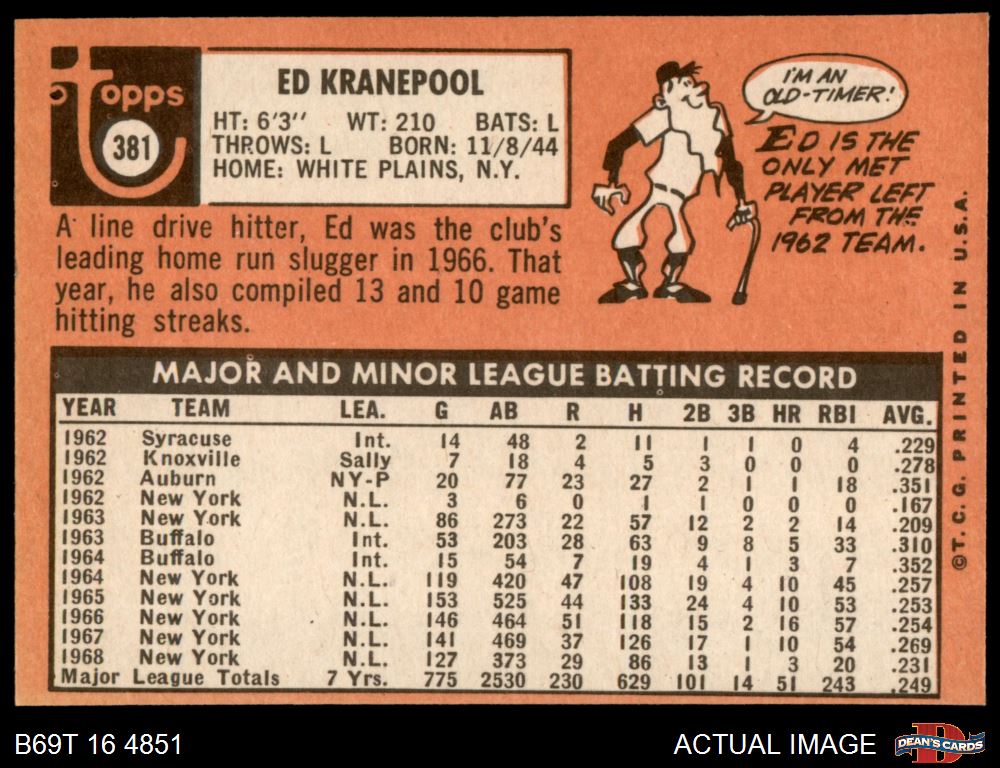 Topps
381
ED KRANEPOOL
HT: 6'3'' WT: 210 BATS: L
THROWS: L BORN: 11/8/44
HOME: WHITE PLAINS, N.Y.
A line drive hitter, Ed was the club's
leading home run slugger in 1966. That
year, he also compiled 13 and 10 game
hitting streaks.
I'M AN
OLD-TIMER!
ED IS THE
ONLY MET
PLAYER LEFT
FROM THE
1962 TEAM.
MAJOR AND MINOR LEAGUE BATTING RECORD
YEAR TEAM LEA. G AB R H 2B 3B HR RBI AVG.
1962 Syracuse Int. 14 48 2 11 1 1 0 4 .229
1962 Knoxville Sally 7 18 4 5 3 0 0 0 .278
1962 Auburn NY-P 20 77 23 27 2 1 1 18 .351
1962 New York N.L. 3 6 0 1 1 0 0 0 .167
1963 New York N.L. 86 273 22 57 12 2 2 14 .209
1963 Buffalo Int. 53 203 28 63 9 8 5 33 .310
1964 Buffalo Int. 15 54 7 19 4 1 3 7 .352
1964 New York N.L. 119 420 47 108 19 4 10 45 .257
1965 New York N.L. 153 525 44 133 24 4 10 53 .253
1966 New York N.L. 146 464 51 118 15 2 16 57 .254
1967 New York N.L. 141 469 37 126 17 1 10 54 .269
1968 New York N.L. 127 373 29 86 13 1 3 20 .231
Major League Totals 7 Yrs. 775 2530 230 629 101 14 51 243 .249
©T. C. G. PRINTED IN U.S.A.
B69T 16 4851
ACTUAL IMAGE
D
DEAN'S CARDS